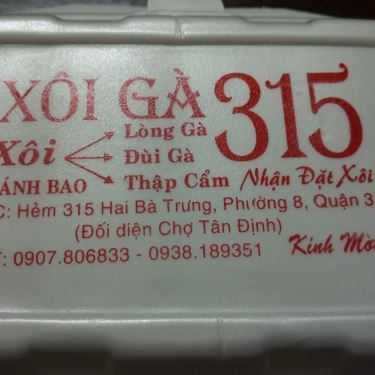 XÔI GÀ 315
Xôi
Lòng Gà
Đùi Gà
Thập Cẩm
ÁNH BAO
Nhận Đặt Xôi
C: Hẻm 315 Hai Bà Trưng, Phường 8, Quận 3
(Đối diện Chợ Tân Định)
T: 0907.806833 - 0938.189351
Kính Mờ